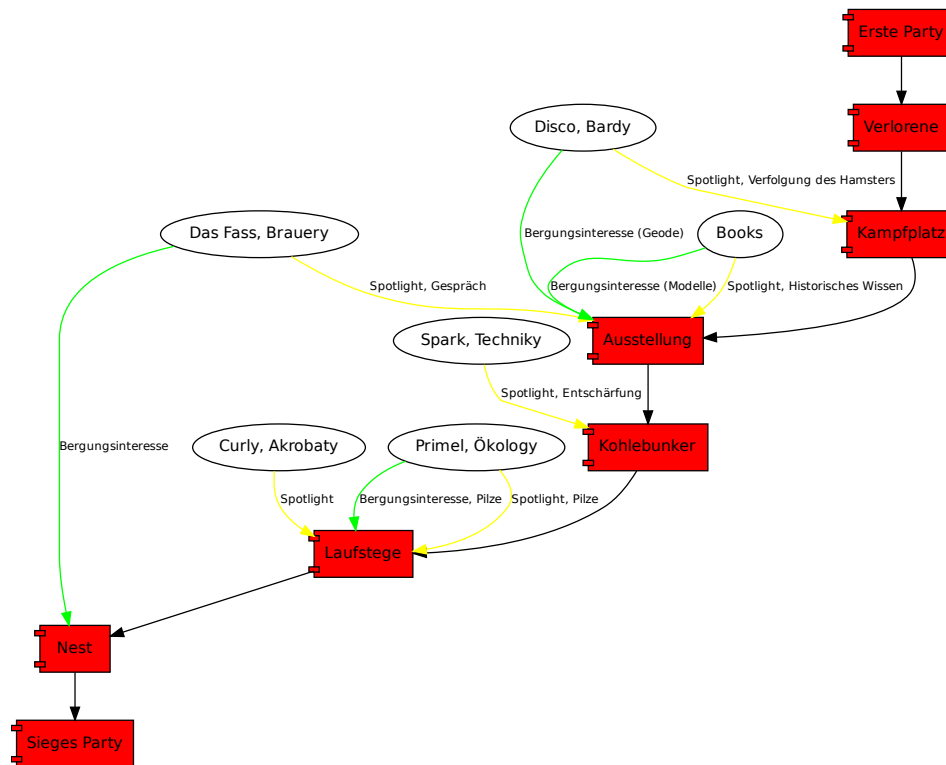 Erste Party
Verlorene
Disco, Bardy
Spotlight, Verfolgung des Hamsters
Das Fass, Brauery
Bergungsinteresse (Geode)
Books
Kampfplatz
Spotlight, Gespräch
Bergungsinteresse (Modelle)
Spotlight, Historisches Wissen
Spark, Techniky
Ausstellung
Spotlight, Entschärfung
Bergungsinteresse
Curly, Akrobaty
Primel, Ökology
Kohlebunker
Spotlight
Bergungsinteresse, Pilze
Spotlight, Pilze
Laufstege
Nest
Sieges Party